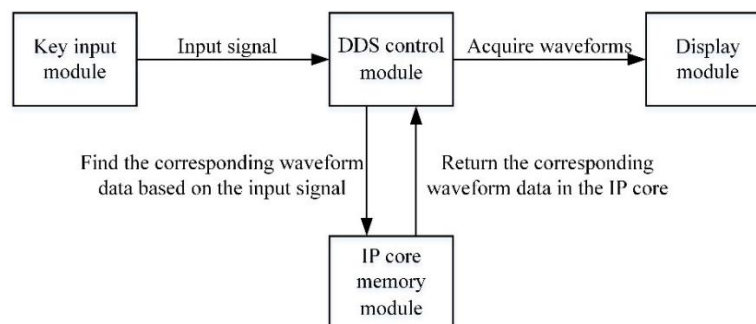 Key input
module
Input signal
DDS control
module
Acquire waveforms
Display
module
Find the corresponding waveform
data based on the input signal
Return the corresponding
waveform data in the IP core
IP core
memory
module